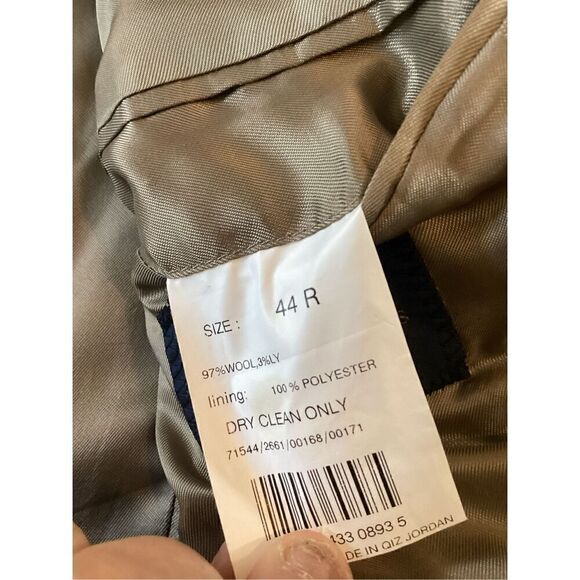 SIZE : 44 R
97%WOOL,3%LY
lining: 100% POLYESTER
DRY CLEAN ONLY
71544/2661/00168/00171
433 0893 5
DE IN QIZ JORDAN